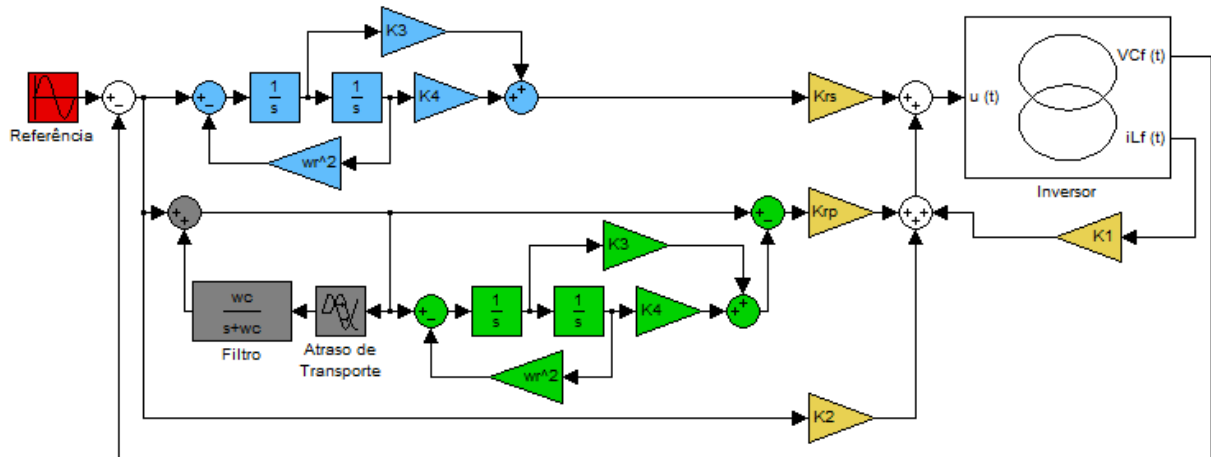 K3
VCf (t)
1
s
1
s
K4
Krs
u (t)
Referência
iLf (t)
wr^2
Inversor
Krp
K3
K1
wc
s+wc
1
s
1
s
K4
Filtro
Atraso de
Transporte
wr^2
K2